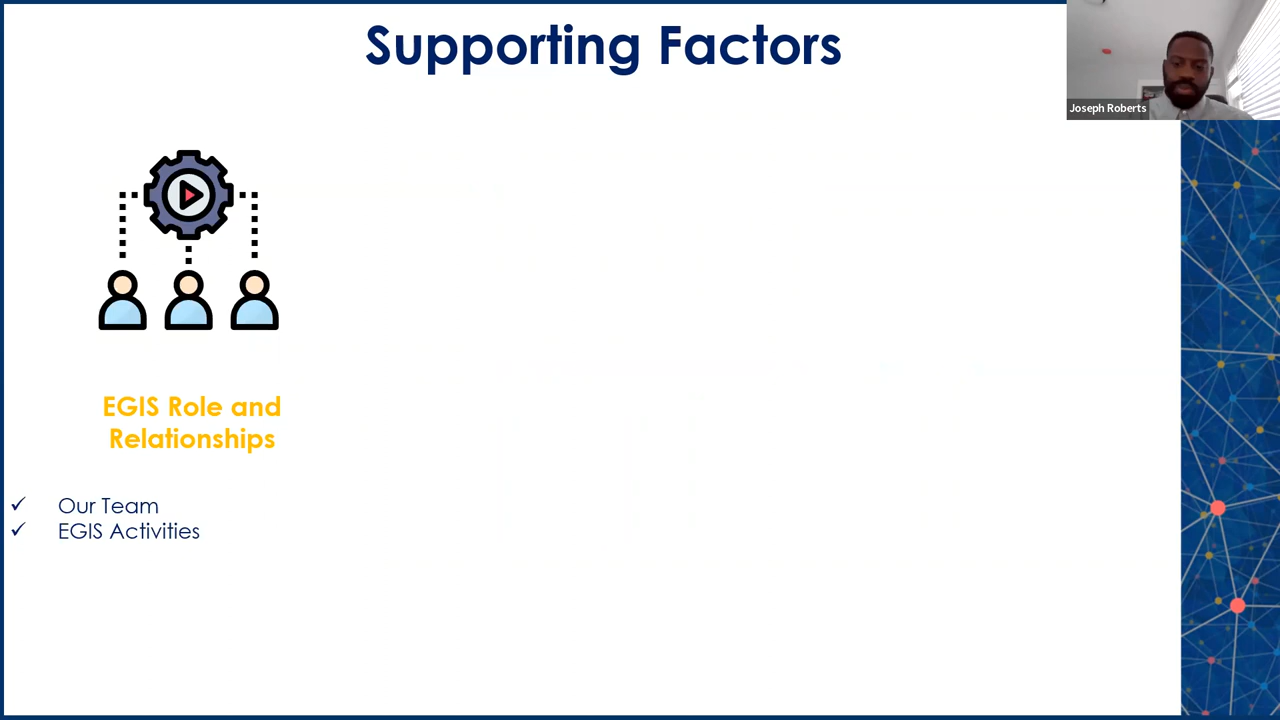 Supporting Factors
Joseph Roberts
EGIS Role and
Relationships
✓ Our Team
✓ EGIS Activities